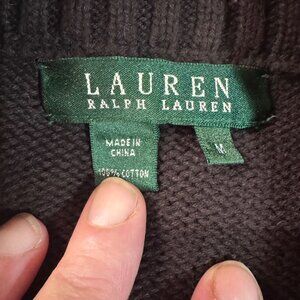 LAUREN
RALPH LAUREN
MADE IN
CHINA
100% COTTON
M